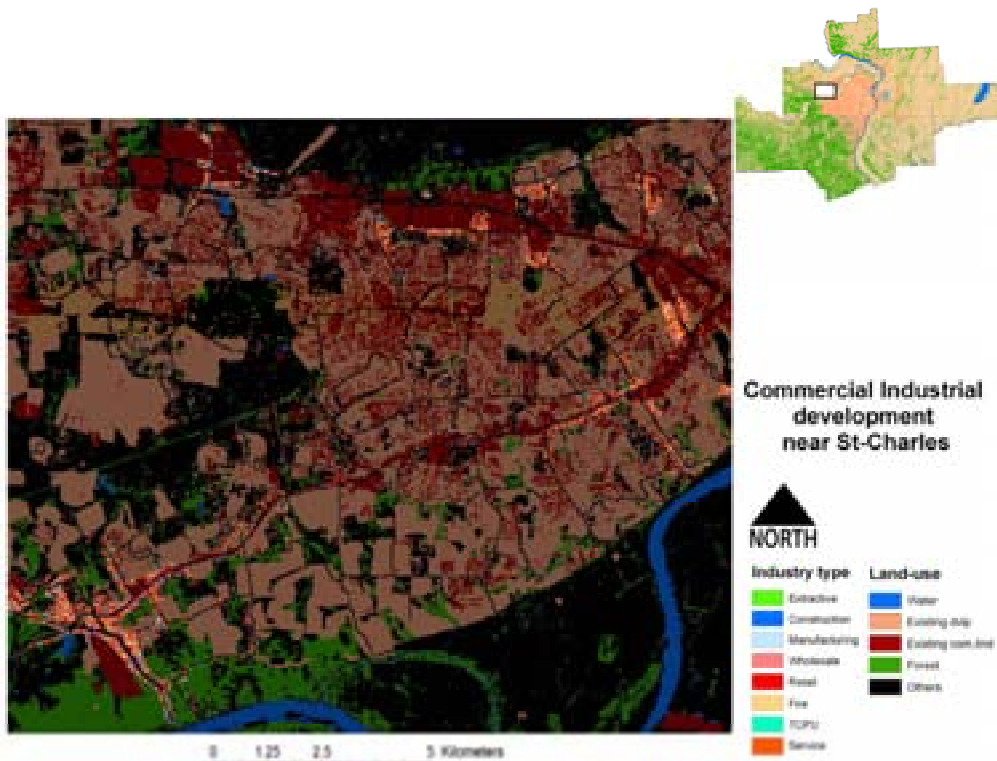 Commercial Industrial
development
near St-Charles
NORTH
Industry type
Extractive
Construction
Manufacturing
Wholesale
Retail
Fire
TCPU
Service
Land-use
Water
Existing dvlp
Existing com./ind
Forest
Others
0 1.25 2.5 5 Kilometers